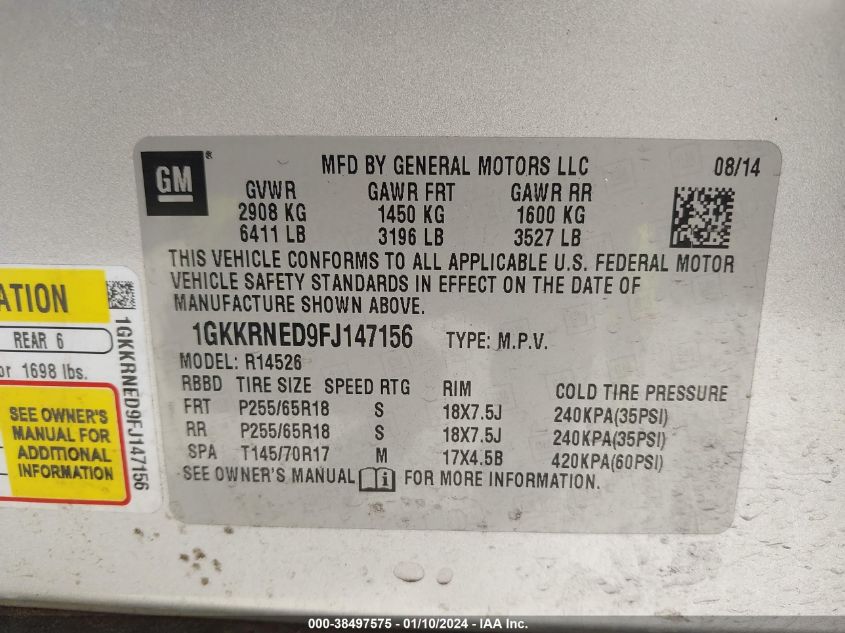 GM ®
MFD BY GENERAL MOTORS LLC 08/14
GVWR GAWR FRT GAWR RR
2908 KG 1450 KG 1600 KG
6411 LB 3196 LB 3527 LB
THIS VEHICLE CONFORMS TO ALL APPLICABLE U.S. FEDERAL MOTOR
VEHICLE SAFETY STANDARDS IN EFFECT ON THE DATE OF
MANUFACTURE SHOWN ABOVE.
1GKKRNED9FJ147156 TYPE: M.P.V.
MODEL: R14526
RBBD TIRE SIZE SPEED RTG RIM COLD TIRE PRESSURE
FRT P255/65R18 S 18X7.5J 240KPA(35PSI)
RR P255/65R18 S 18X7.5J 240KPA(35PSI)
SPA T145/70R17 M 17X4.5B 420KPA(60PSI)
SEE OWNER'S MANUAL FOR MORE INFORMATION.
ATION
REAR 6
or 1698 lbs.
SEE OWNER'S
MANUAL FOR
ADDITIONAL
INFORMATION
1GKKRNED9FJ147156
000-38497575 - 01/10/2024 - IAA Inc.